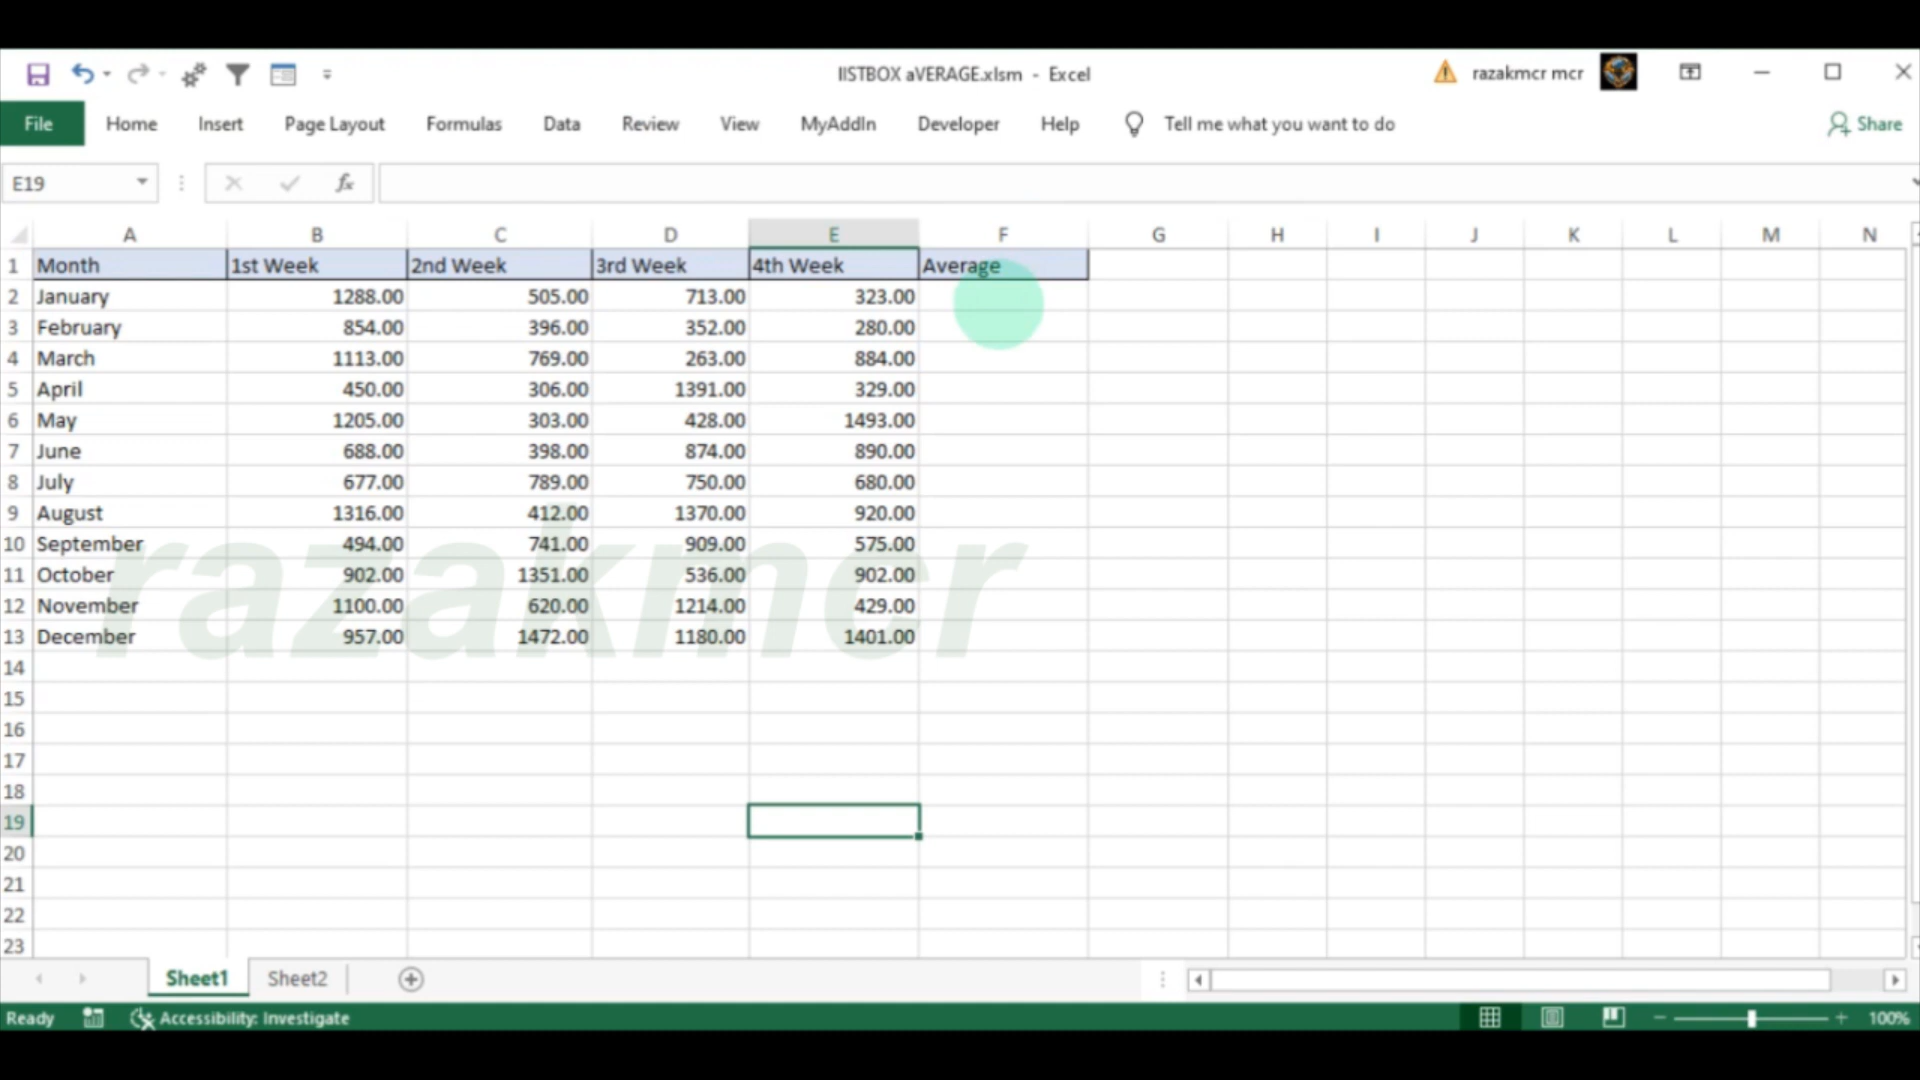 IISTBOX aVERAGE.xlsm - Excel
razakmcr mcr
File Home Insert Page Layout Formulas Data Review View MyAddIn Developer Help Tell me what you want to do Share
E19 fx
A B C D E F G H I J K L M N
1 Month 1st Week 2nd Week 3rd Week 4th Week Average
2 January 1288.00 505.00 713.00 323.00
3 February 854.00 396.00 352.00 280.00
4 March 1113.00 769.00 263.00 884.00
5 April 450.00 306.00 1391.00 329.00
6 May 1205.00 303.00 428.00 1493.00
7 June 688.00 398.00 874.00 890.00
8 July 677.00 789.00 750.00 680.00
9 August 1316.00 412.00 1370.00 920.00
10 September 494.00 741.00 909.00 575.00
11 October 902.00 1351.00 536.00 902.00
12 November 1100.00 620.00 1214.00 429.00
13 December 957.00 1472.00 1180.00 1401.00
razakmcr
14
15
16
17
18
19
20
21
22
23
Sheet1 Sheet2
Ready Accessibility: Investigate 100%